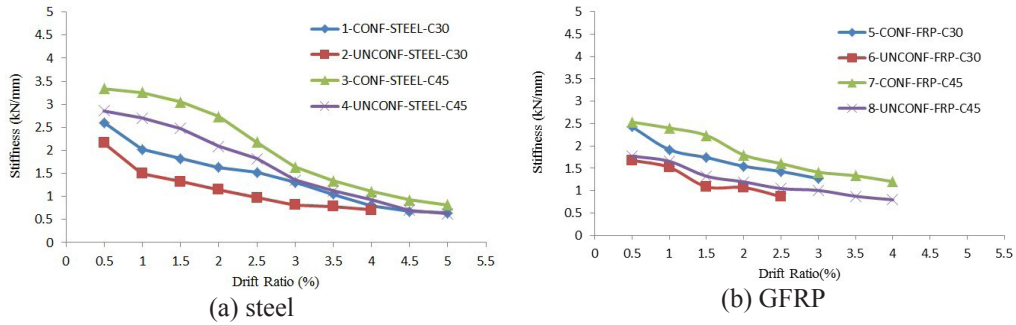 5
4.5
4
3.5
3
2.5
2
1.5
1
0.5
0
Stiffness (kN/mm)
0 0.5 1 1.5 2 2.5 3 3.5 4 4.5 5 5.5
Drift Ratio (%)
1-CONF-STEEL-C30
2-UNCONF-STEEL-C30
3-CONF-STEEL-C45
4-UNCONF-STEEL-C45
(a) steel
5
4.5
4
3.5
3
2.5
2
1.5
1
0.5
0
Stiffness (kN/mm)
0 0.5 1 1.5 2 2.5 3 3.5 4 4.5 5 5.5
Drift Ratio(%)
5-CONF-FRP-C30
6-UNCONF-FRP-C30
7-CONF-FRP-C45
8-UNCONF-FRP-C45
(b) GFRP